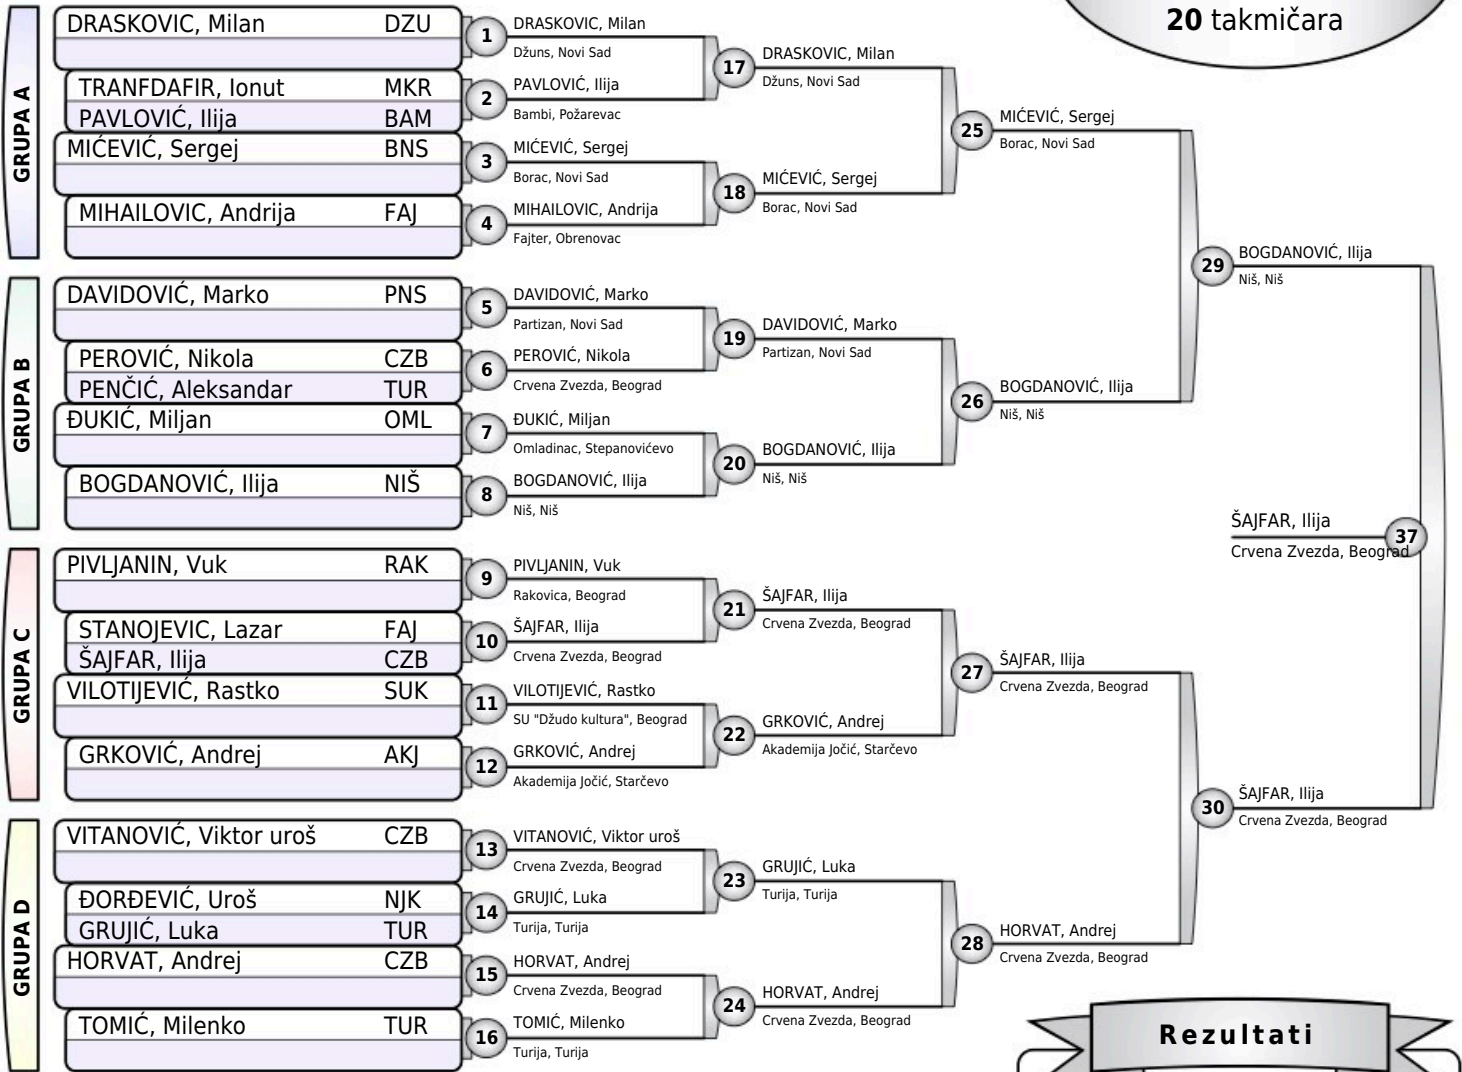 20 takmičara
GRUPA A
DRASKOVIC, Milan DZU
TRANFDAFIR, Ionut MKR
PAVLOVIĆ, Ilija BAM
MIĆEVIĆ, Sergej BNS
MIHAILOVIC, Andrija FAJ
GRUPA B
DAVIDOVIĆ, Marko PNS
PEROVIĆ, Nikola CZB
PENČIĆ, Aleksandar TUR
ĐUKIĆ, Miljan OML
BOGDANOVIĆ, Ilija NIŠ
GRUPA C
PIVLJANIN, Vuk RAK
STANOJEVIC, Lazar FAJ
ŠAJFAR, Ilija CZB
VILOTIJEVIĆ, Rastko SUK
GRKOVIĆ, Andrej AKJ
GRUPA D
VITANOVIĆ, Viktor uroš CZB
ĐORĐEVIĆ, Uroš NJK
GRUJIĆ, Luka TUR
HORVAT, Andrej CZB
TOMIĆ, Milenko TUR
1 DRASKOVIC, Milan
Džuns, Novi Sad
2 PAVLOVIĆ, Ilija
Bambi, Požarevac
3 MIĆEVIĆ, Sergej
Borac, Novi Sad
4 MIHAILOVIC, Andrija
Fajter, Obrenovac
5 DAVIDOVIĆ, Marko
Partizan, Novi Sad
6 PEROVIĆ, Nikola
Crvena Zvezda, Beograd
7 ĐUKIĆ, Miljan
Omladinac, Stepanovićevo
8 BOGDANOVIĆ, Ilija
Niš, Niš
9 PIVLJANIN, Vuk
Rakovica, Beograd
10 ŠAJFAR, Ilija
Crvena Zvezda, Beograd
11 VILOTIJEVIĆ, Rastko
SU "Džudo kultura", Beograd
12 GRKOVIĆ, Andrej
Akademija Jočić, Starčevo
13 VITANOVIĆ, Viktor uroš
Crvena Zvezda, Beograd
14 GRUJIĆ, Luka
Turija, Turija
15 HORVAT, Andrej
Crvena Zvezda, Beograd
16 TOMIĆ, Milenko
Turija, Turija
17 DRASKOVIC, Milan
Džuns, Novi Sad
18 MIĆEVIĆ, Sergej
Borac, Novi Sad
19 DAVIDOVIĆ, Marko
Partizan, Novi Sad
20 BOGDANOVIĆ, Ilija
Niš, Niš
21 ŠAJFAR, Ilija
Crvena Zvezda, Beograd
22 GRKOVIĆ, Andrej
Akademija Jočić, Starčevo
23 GRUJIĆ, Luka
Turija, Turija
24 HORVAT, Andrej
Crvena Zvezda, Beograd
25 MIĆEVIĆ, Sergej
Borac, Novi Sad
26 BOGDANOVIĆ, Ilija
Niš, Niš
27 ŠAJFAR, Ilija
Crvena Zvezda, Beograd
28 HORVAT, Andrej
Crvena Zvezda, Beograd
29 BOGDANOVIĆ, Ilija
Niš, Niš
30 ŠAJFAR, Ilija
Crvena Zvezda, Beograd
ŠAJFAR, Ilija 37
Crvena Zvezda, Beograd
Rezultati